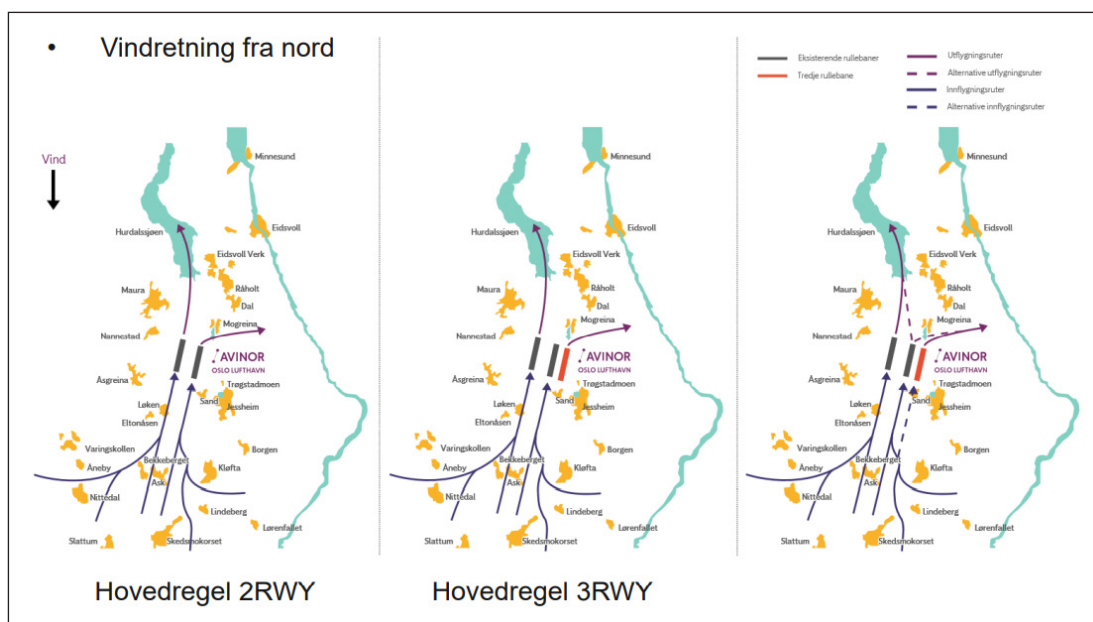 • Vindretning fra nord
Vind
Minnesund
Hurdalssjøen
Eidsvoll
Eidsvoll Verk
Maura
Råholt
Dal
Mogreina
Nannestad
AVINOR
OSLO LUFTHAVN
Åsgreina
Trøgstadmoen
Løken
Sand
Jessheim
Eltonåsen
Varingskollen
Borgen
Bekkeberget
Åneby
Kløfta
Ask
Nittedal
Lindeberg
Lørenfallet
Slattum
Skedsmokorset
Hovedregel 2RWY
Minnesund
Hurdalssjøen
Eidsvoll
Eidsvoll Verk
Maura
Råholt
Dal
Mogreina
Nannestad
AVINOR
OSLO LUFTHAVN
Åsgreina
Trøgstadmoen
Løken
Sand
Jessheim
Eltonåsen
Varingskollen
Borgen
Bekkeberget
Åneby
Kløfta
Ask
Nittedal
Lindeberg
Lørenfallet
Slattum
Skedsmokorset
Hovedregel 3RWY
Eksisterende rullebaner
Tredje rullebane
Utflygningsruter
Alternative utflygningsruter
Innflygningsruter
Alternative innflygningsruter
Minnesund
Hurdalssjøen
Eidsvoll
Eidsvoll Verk
Maura
Råholt
Dal
Mogreina
Nannestad
AVINOR
OSLO LUFTHAVN
Åsgreina
Trøgstadmoen
Løken
Sand
Jessheim
Eltonåsen
Varingskollen
Borgen
Bekkeberget
Åneby
Kløfta
Ask
Nittedal
Lindeberg
Lørenfallet
Slattum
Skedsmokorset